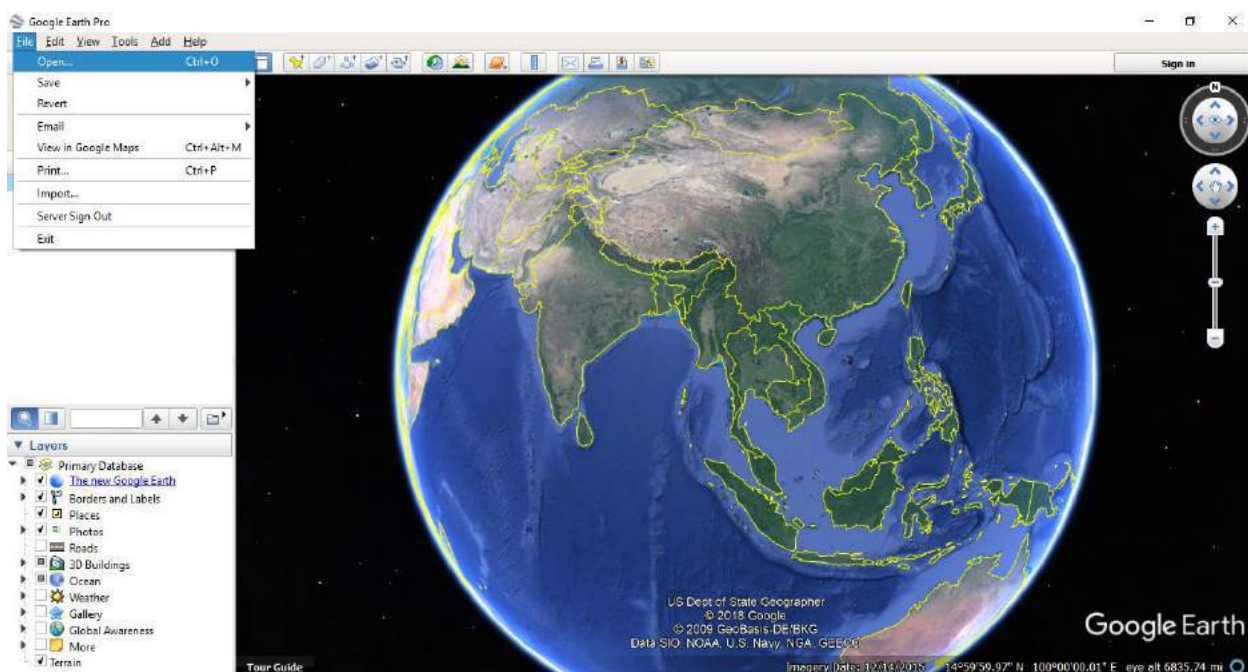 Google Earth Pro
File Edit View Tools Add Help
Open... Ctrl+O
Save
Revert
Email
View in Google Maps Ctrl+Alt+M
Print... Ctrl+P
Import...
Server Sign Out
Exit
Sign in
N
Layers
Primary Database
The new Google Earth
Borders and Labels
Places
Photos
Roads
3D Buildings
Ocean
Weather
Gallery
Global Awareness
More
Terrain
US Dept of State Geographer
© 2018 Google
© 2009 GeoBasis-DE/BKG
Data SIO, NOAA, U.S. Navy, NGA, GEBCO
Google Earth
Tour Guide
Imagery Date: 12/14/2015 14°59'59.97" N 100°00'00.01" E eye alt 6835.74 mi